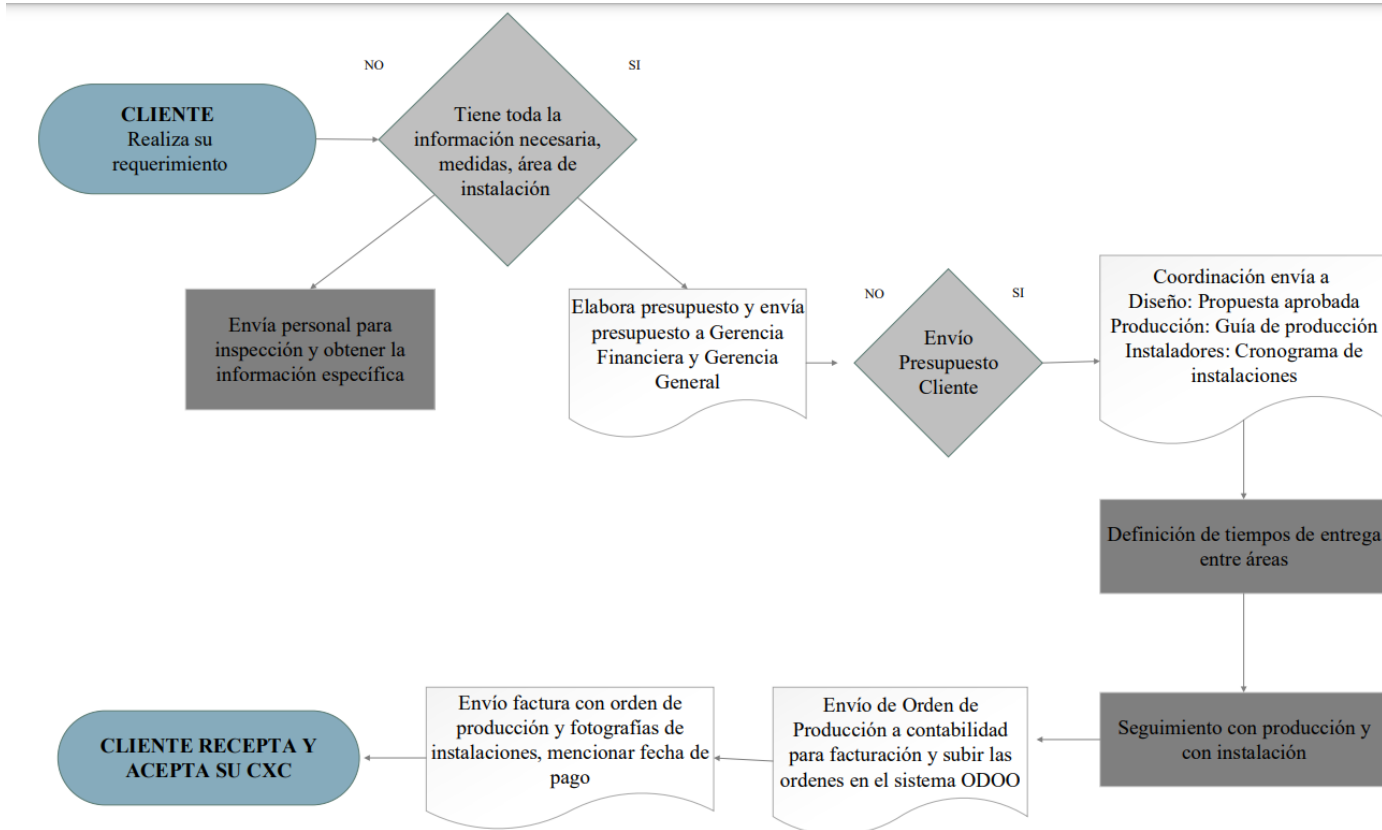 NO
SI
CLIENTE
Realiza su
requerimiento
Tiene toda la
información necesaria,
medidas, área de
instalación
Envía personal para
inspección y obtener la
información específica
Elabora presupuesto y envía
presupuesto a Gerencia
Financiera y Gerencia
General
NO
SI
Envío
Presupuesto
Cliente
Coordinación envía a
Diseño: Propuesta aprobada
Producción: Guía de producción
Instaladores: Cronograma de
instalaciones
Definición de tiempos de entrega
entre áreas
Seguimiento con producción y
con instalación
Envío de Orden de
Producción a contabilidad
para facturación y subir las
ordenes en el sistema ODOO
Envío factura con orden de
producción y fotografías de
instalaciones, mencionar fecha de
pago
CLIENTE RECEPTA Y
ACEPTA SU CXC